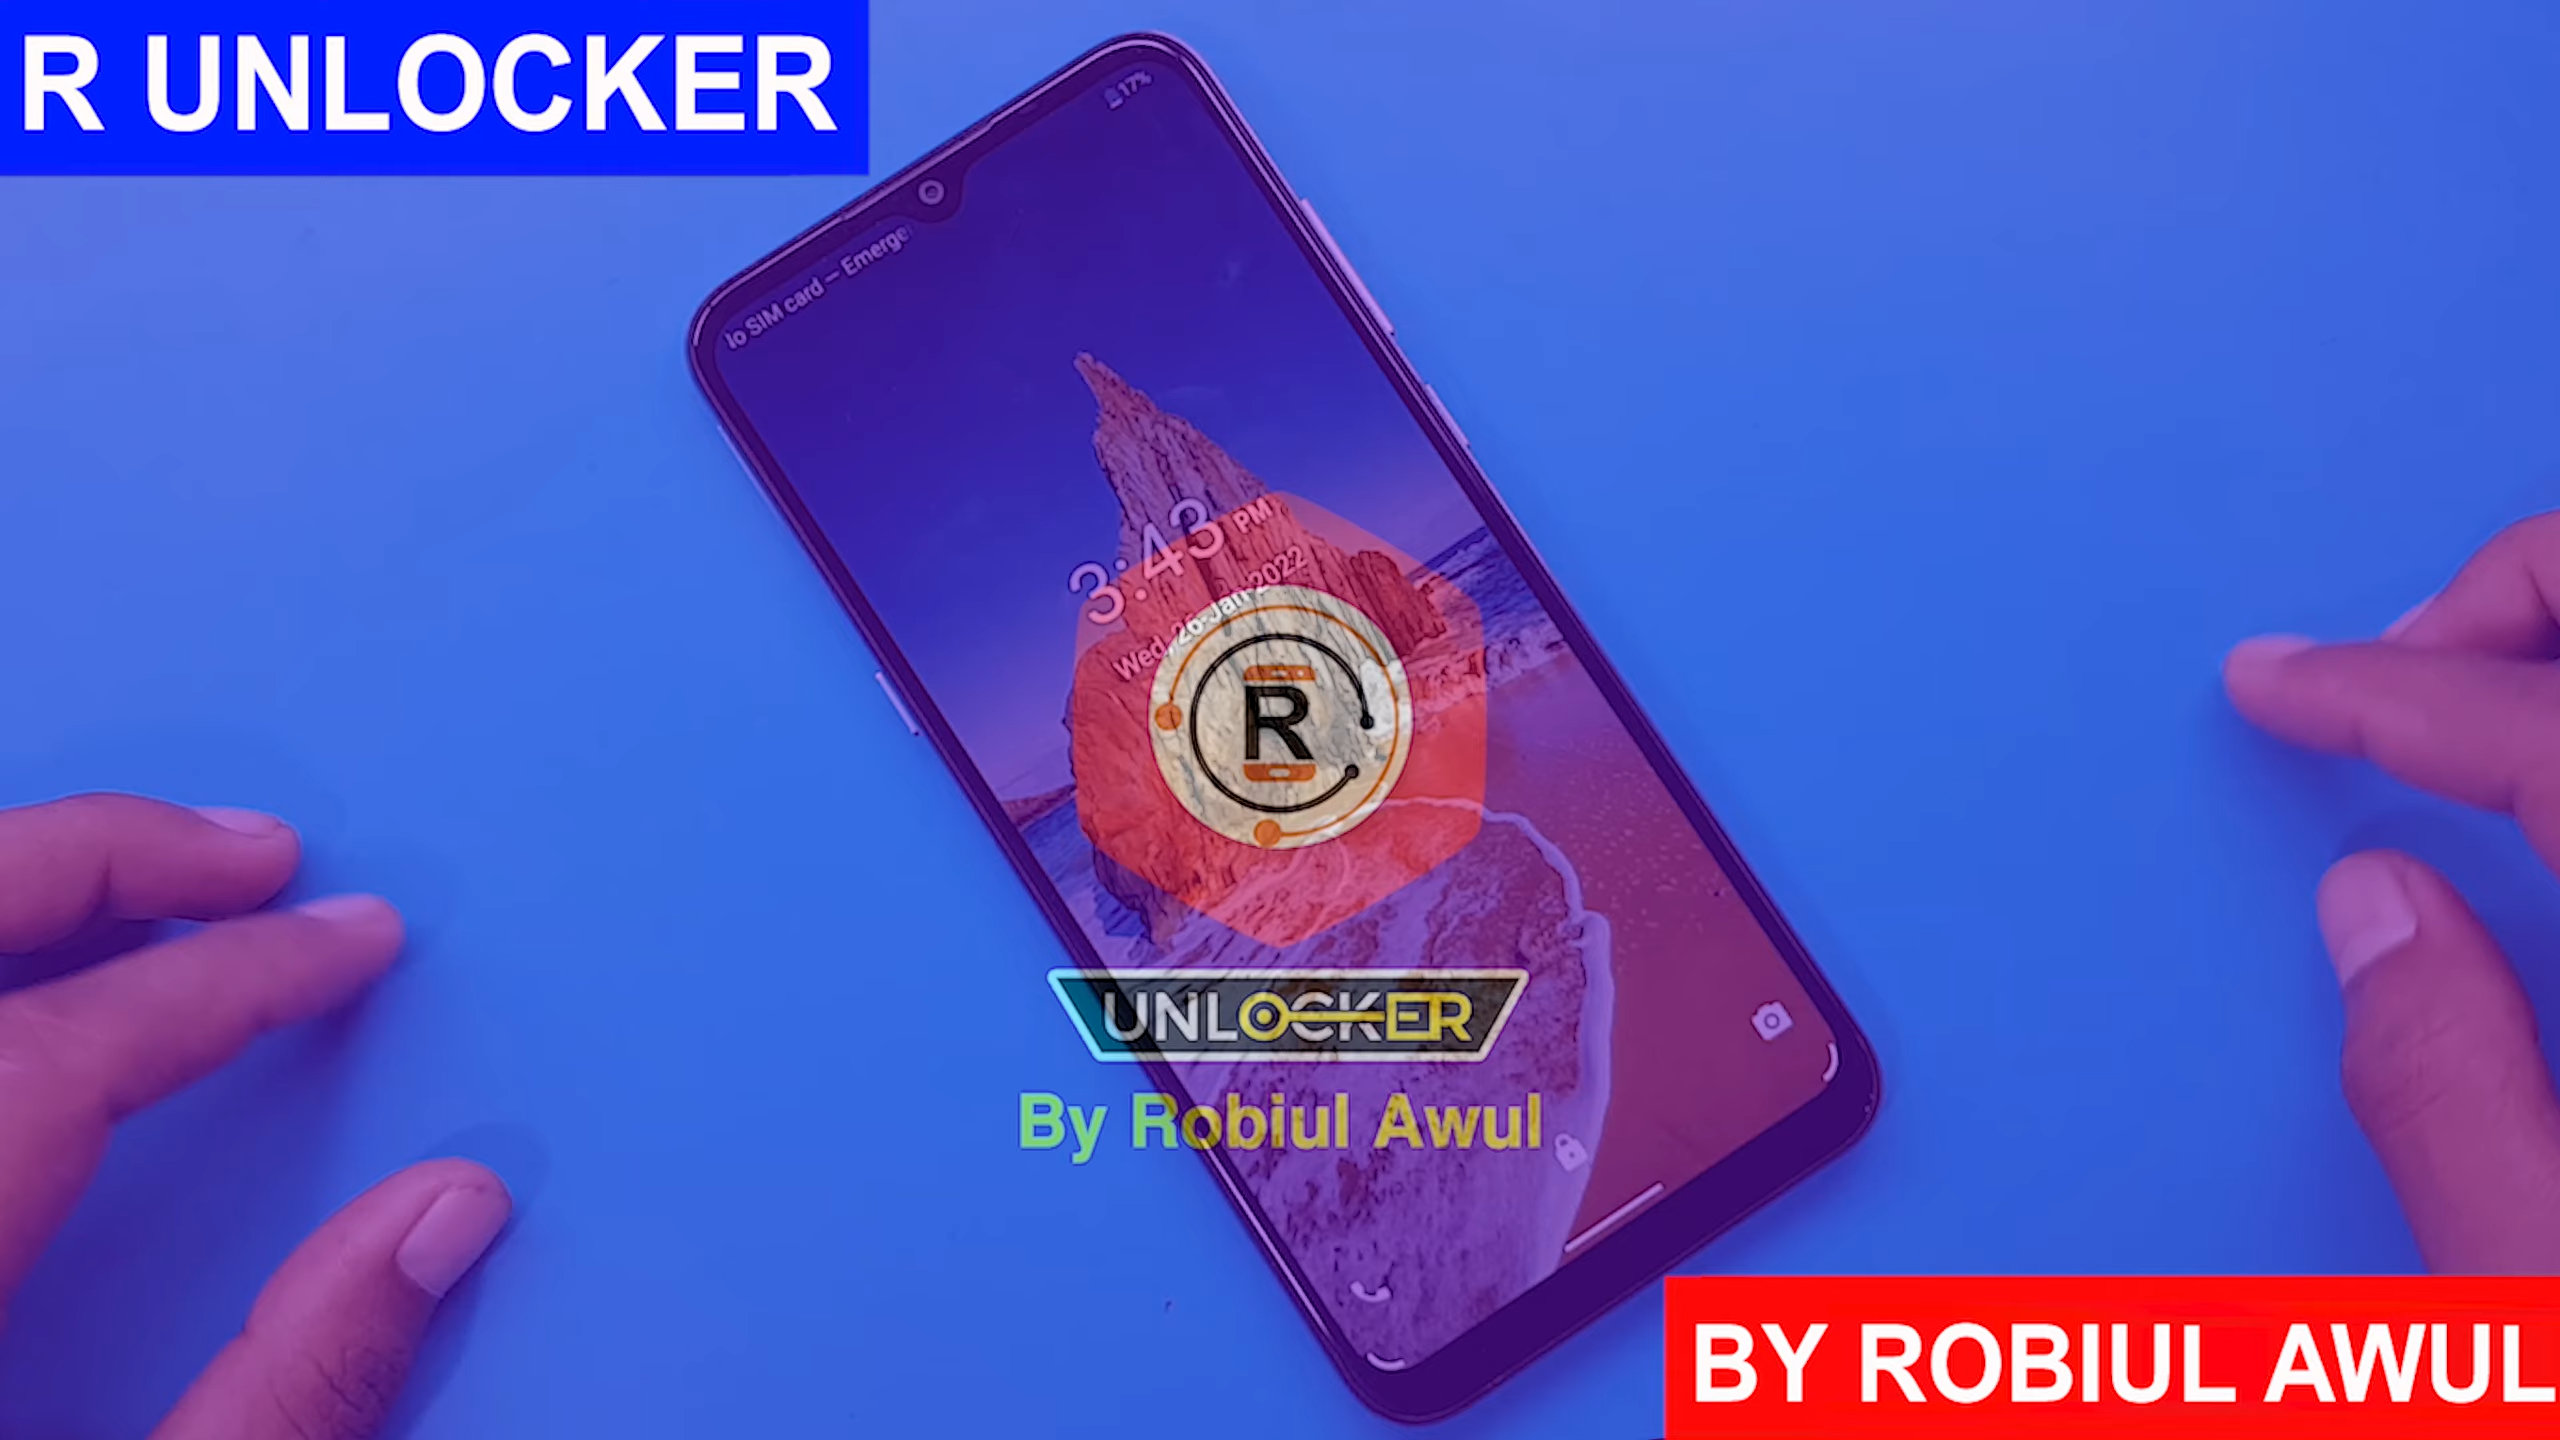 R UNLOCKER
17%
No SIM card – Emerge
3:43 PM
Wed, 26-Jan-2022
R
UNLOCKER
By Robiul Awul
BY ROBIUL AWUL